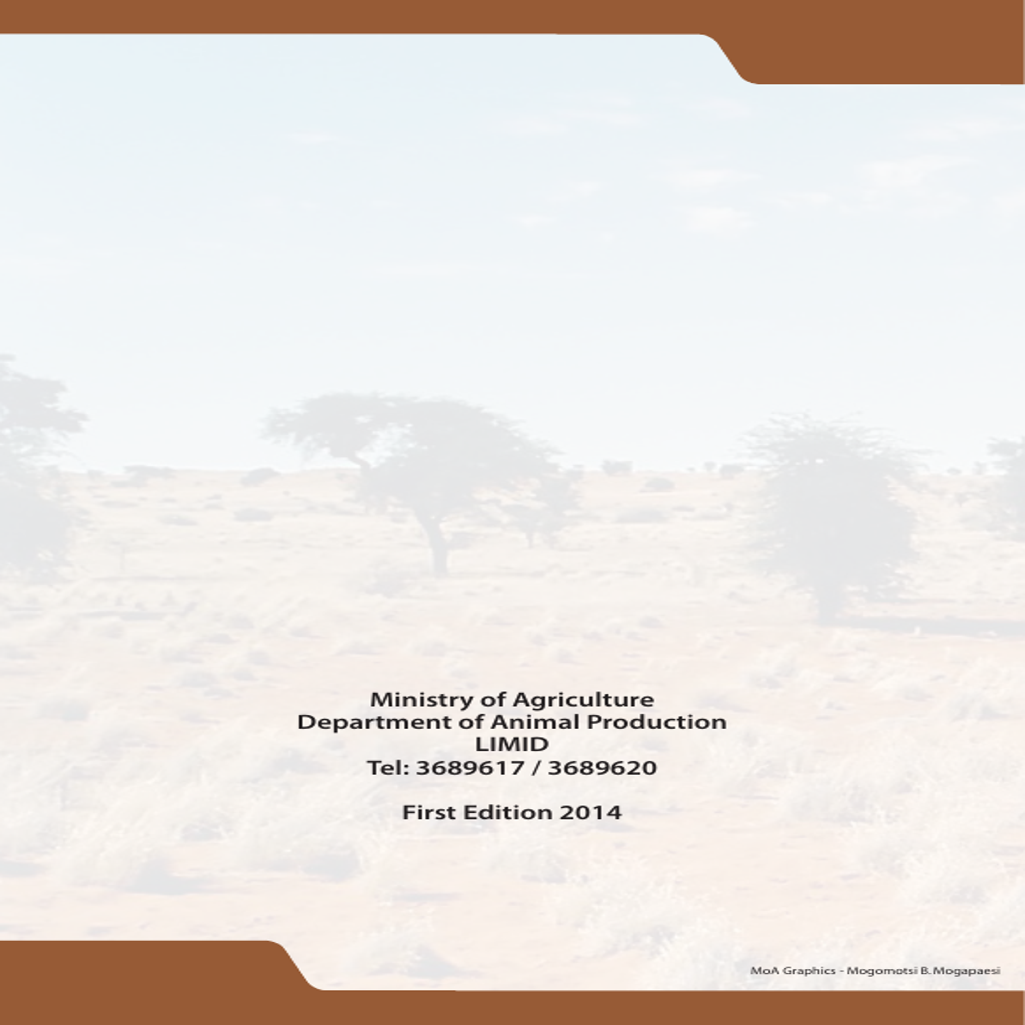 Ministry of Agriculture
Department of Animal Production
LIMID
Tel: 3689617 / 3689620
First Edition 2014
MoA Graphics - Mogomotsi B. Mogapaesi